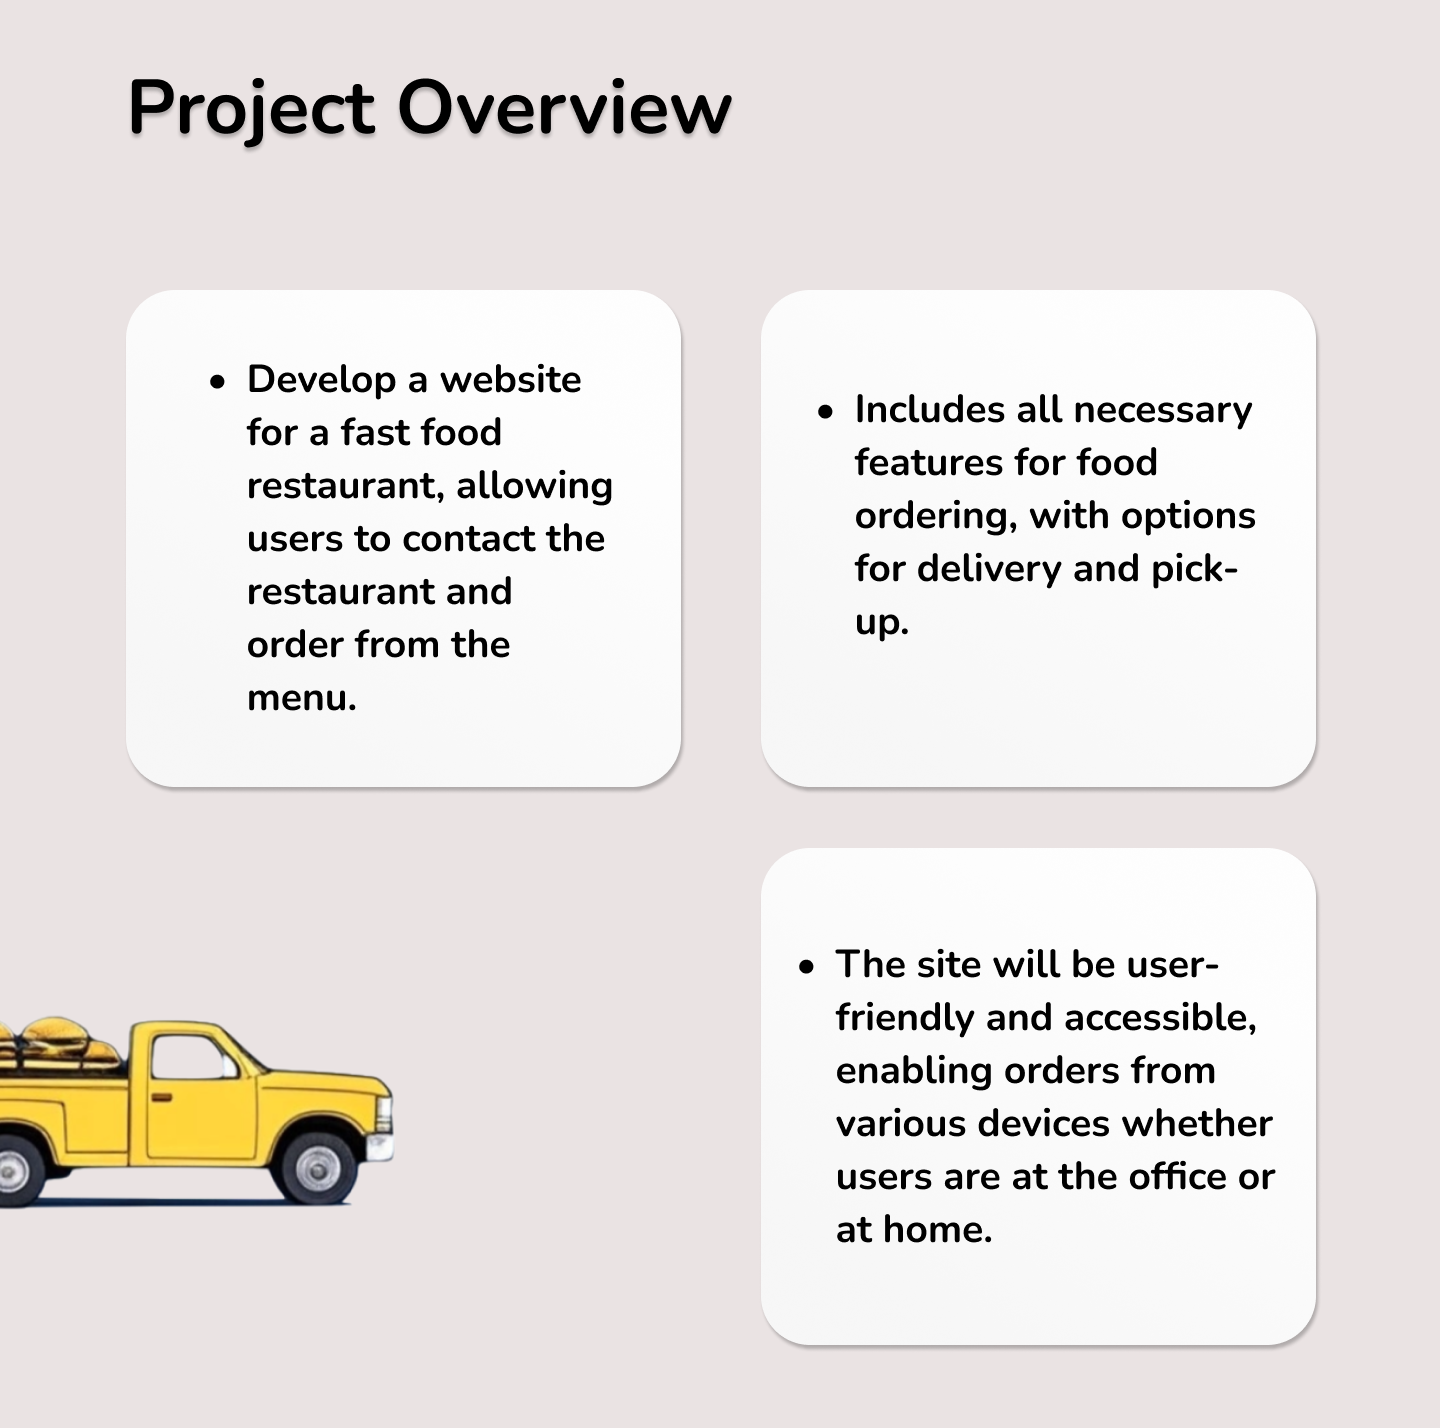 Project Overview
• Develop a website
for a fast food
restaurant, allowing
users to contact the
restaurant and
order from the
menu.
• Includes all necessary
features for food
ordering, with options
for delivery and pick-
up.
• The site will be user-
friendly and accessible,
enabling orders from
various devices whether
users are at the office or
at home.